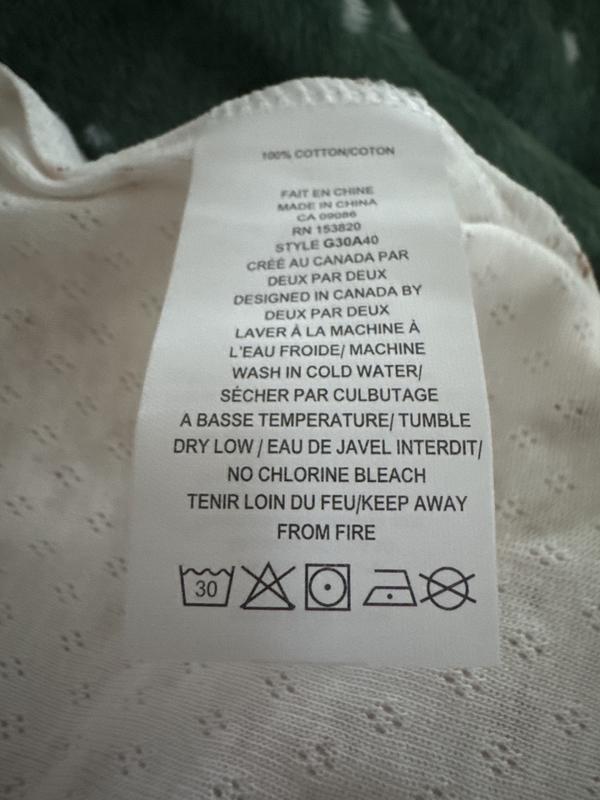 100% COTTON/COTON
FAIT EN CHINE
MADE IN CHINA
CA 09086
RN 153820
STYLE G30A40
CRÉÉ AU CANADA PAR
DEUX PAR DEUX
DESIGNED IN CANADA BY
DEUX PAR DEUX
LAVER À LA MACHINE À
L'EAU FROIDE/ MACHINE
WASH IN COLD WATER/
SÉCHER PAR CULBUTAGE
A BASSE TEMPERATURE/ TUMBLE
DRY LOW / EAU DE JAVEL INTERDIT/
NO CHLORINE BLEACH
TENIR LOIN DU FEU/KEEP AWAY
FROM FIRE
30